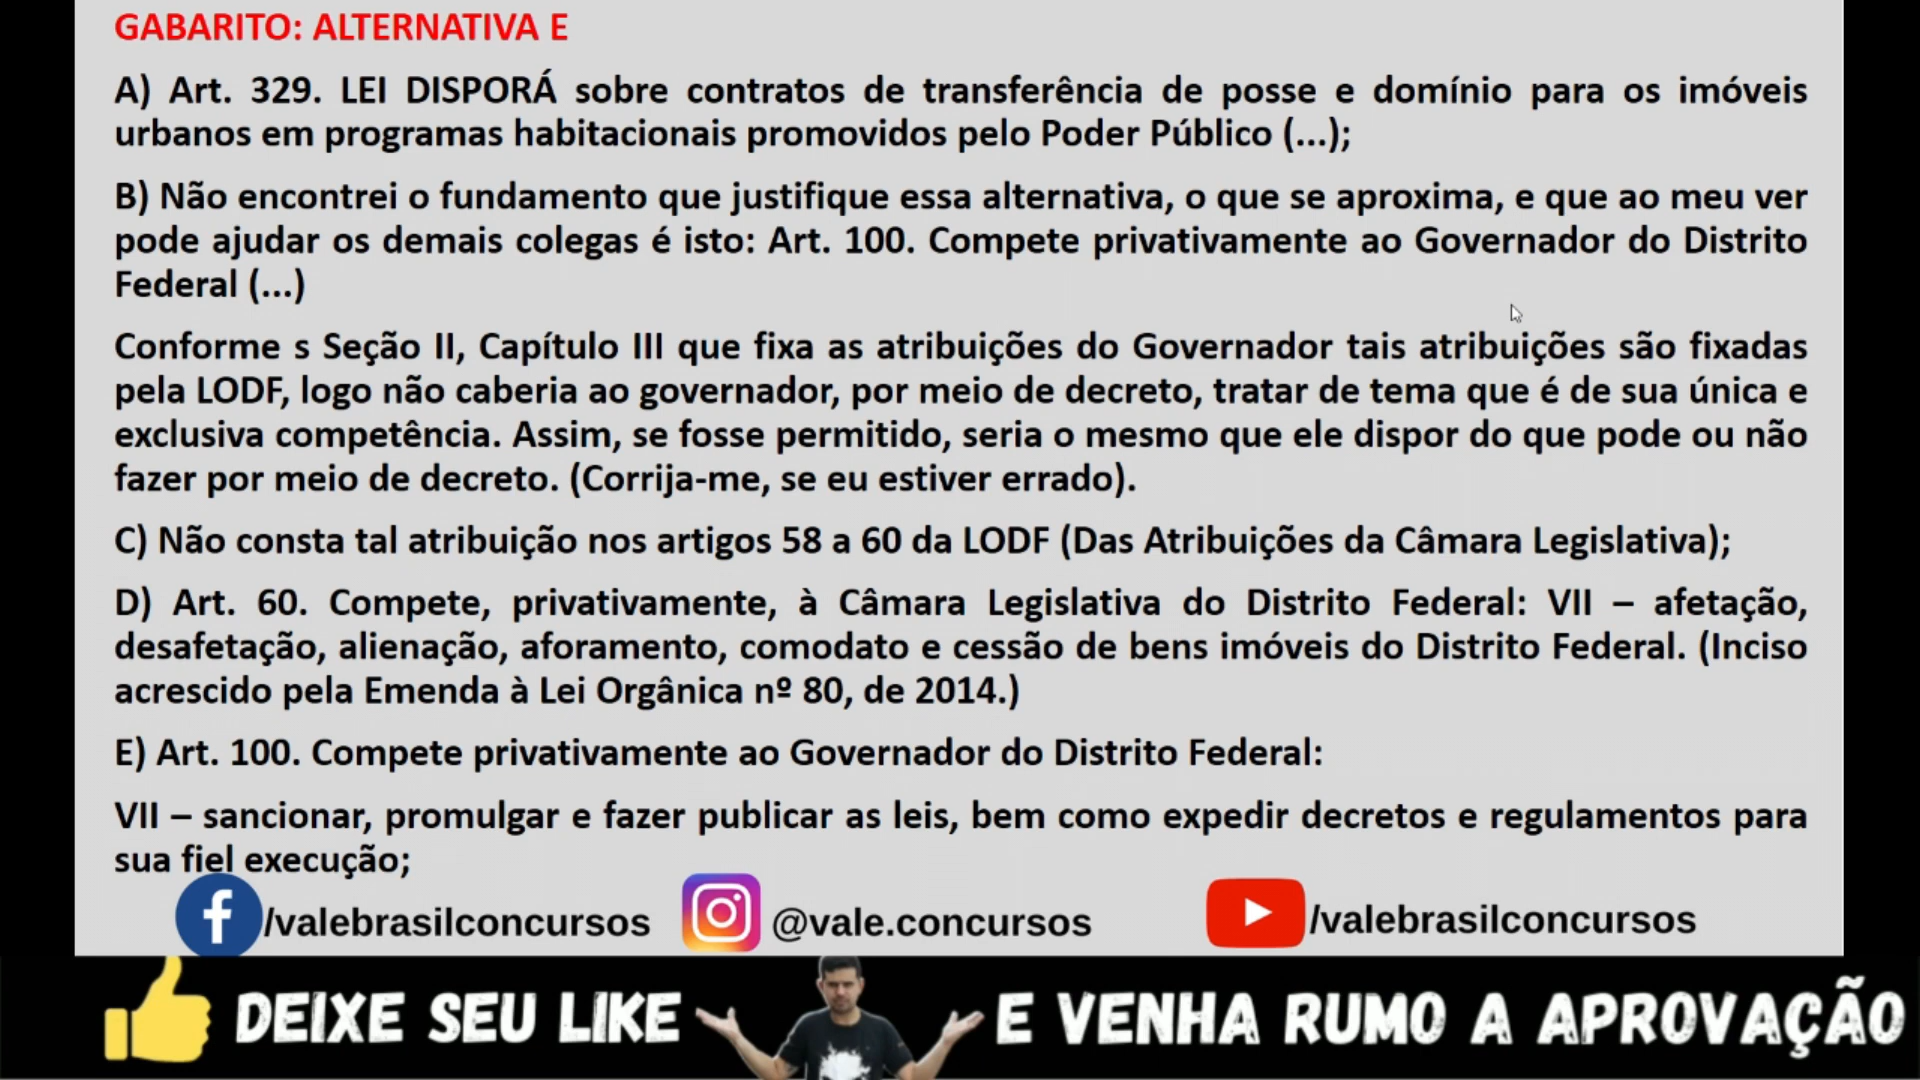 GABARITO: ALTERNATIVA E
A) Art. 329. LEI DISPORÁ sobre contratos de transferência de posse e domínio para os imóveis
urbanos em programas habitacionais promovidos pelo Poder Público (...);
B) Não encontrei o fundamento que justifique essa alternativa, o que se aproxima, e que ao meu ver
pode ajudar os demais colegas é isto: Art. 100. Compete privativamente ao Governador do Distrito
Federal (...)
Conforme s Seção II, Capítulo III que fixa as atribuições do Governador tais atribuições são fixadas
pela LODF, logo não caberia ao governador, por meio de decreto, tratar de tema que é de sua única e
exclusiva competência. Assim, se fosse permitido, seria o mesmo que ele dispor do que pode ou não
fazer por meio de decreto. (Corrija-me, se eu estiver errado).
C) Não consta tal atribuição nos artigos 58 a 60 da LODF (Das Atribuições da Câmara Legislativa);
D) Art. 60. Compete, privativamente, à Câmara Legislativa do Distrito Federal: VII – afetação,
desafetação, alienação, aforamento, comodato e cessão de bens imóveis do Distrito Federal. (Inciso
acrescido pela Emenda à Lei Orgânica nº 80, de 2014.)
E) Art. 100. Compete privativamente ao Governador do Distrito Federal:
VII – sancionar, promulgar e fazer publicar as leis, bem como expedir decretos e regulamentos para
sua fiel execução;
/valebrasilconcursos @vale.concursos /valebrasilconcursos
DEIXE SEU LIKE E VENHA RUMO A APROVAÇÃO